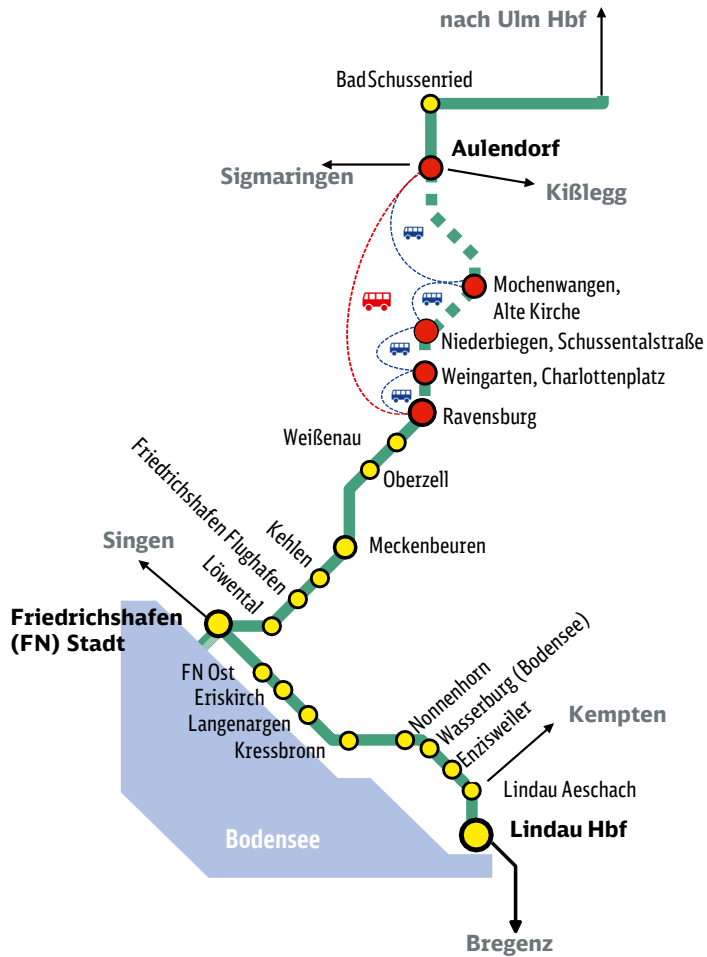 nach Ulm Hbf
Bad Schussenried
Aulendorf
Sigmaringen
Kißlegg
Mochenwangen,
Alte Kirche
Niederbiegen, Schussentalstraße
Weingarten, Charlottenplatz
Ravensburg
Weißenau
Oberzell
Meckenbeuren
Kehlen
Friedrichshafen Flughafen
Löwental
Singen
Friedrichshafen
(FN) Stadt
FN Ost
Eriskirch
Langenargen
Kressbronn
Nonnenhorn
Wasserburg (Bodensee)
Enzisweiler
Kempten
Lindau Aeschach
Lindau Hbf
Bodensee
Bregenz